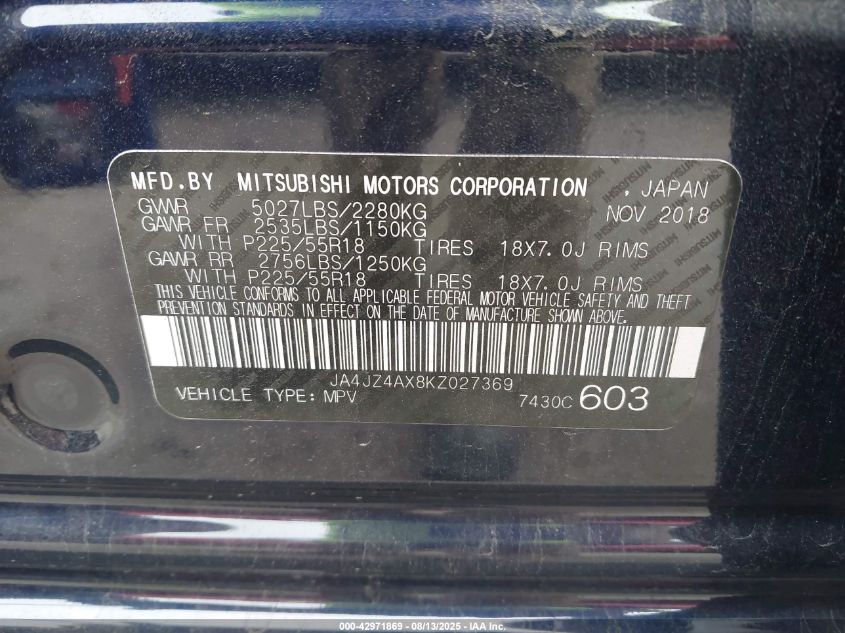 MFD.BY MITSUBISHI MOTORS CORPORATION , JAPAN
GVWR 5027LBS/2280KG NOV 2018
GAWR FR 2535LBS/1150KG
WITH P225/55R18 TIRES 18X7.0J RIMS
GAWR RR 2756LBS/1250KG
WITH P225/55R18 TIRES 18X7.0J RIMS
THIS VEHICLE CONFORMS TO ALL APPLICABLE FEDERAL MOTOR VEHICLE SAFETY AND THEFT
PREVENTION STANDARDS IN EFFECT ON THE DATE OF MANUFACTURE SHOWN ABOVE.
JA4JZ4AX8KZ027369
VEHICLE TYPE: MPV 7430C 603
000-42971869 - 08/13/2025 - IAA Inc.